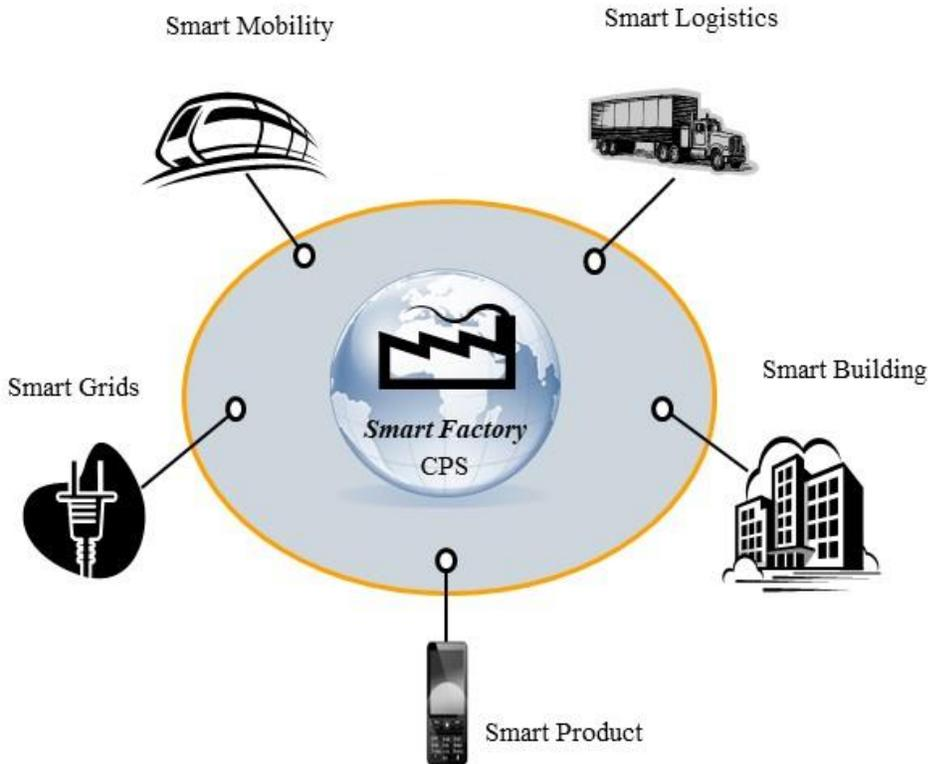 Smart Mobility
Smart Logistics
Smart Grids
Smart Building
Smart Factory
CPS
Smart Product